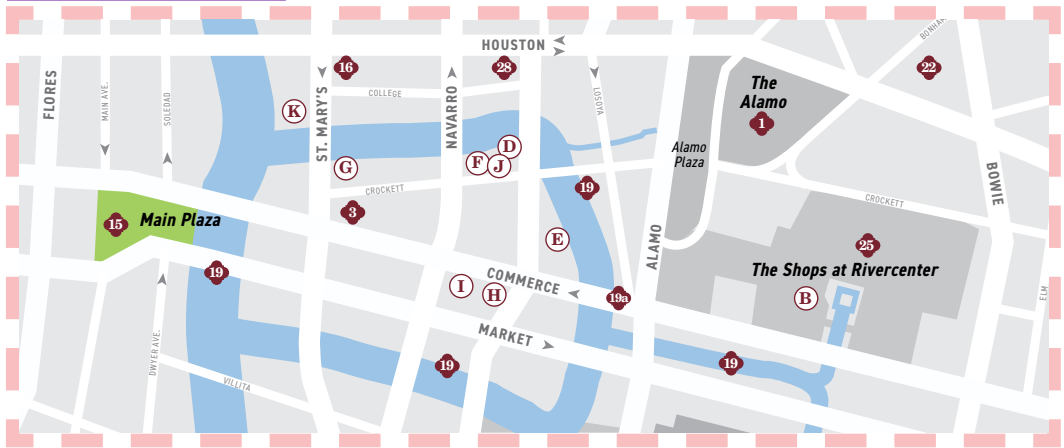 HOUSTON
BONHAM
FLORES
MAIN AVE.
SOLEDAD
ST. MARY'S
16
COLLEGE
NAVARRO
28
LOSOYA
22
The
Alamo
1
K
G
F
D
J
Alamo
Plaza
CROCKETT
3
19
CROCKETT
BOWIE
15
Main Plaza
E
ALAMO
25
The Shops at Rivercenter
B
19
I
H
COMMERCE
19a
ELM
MARKET
DWYER AVE.
VILLITA
19
19